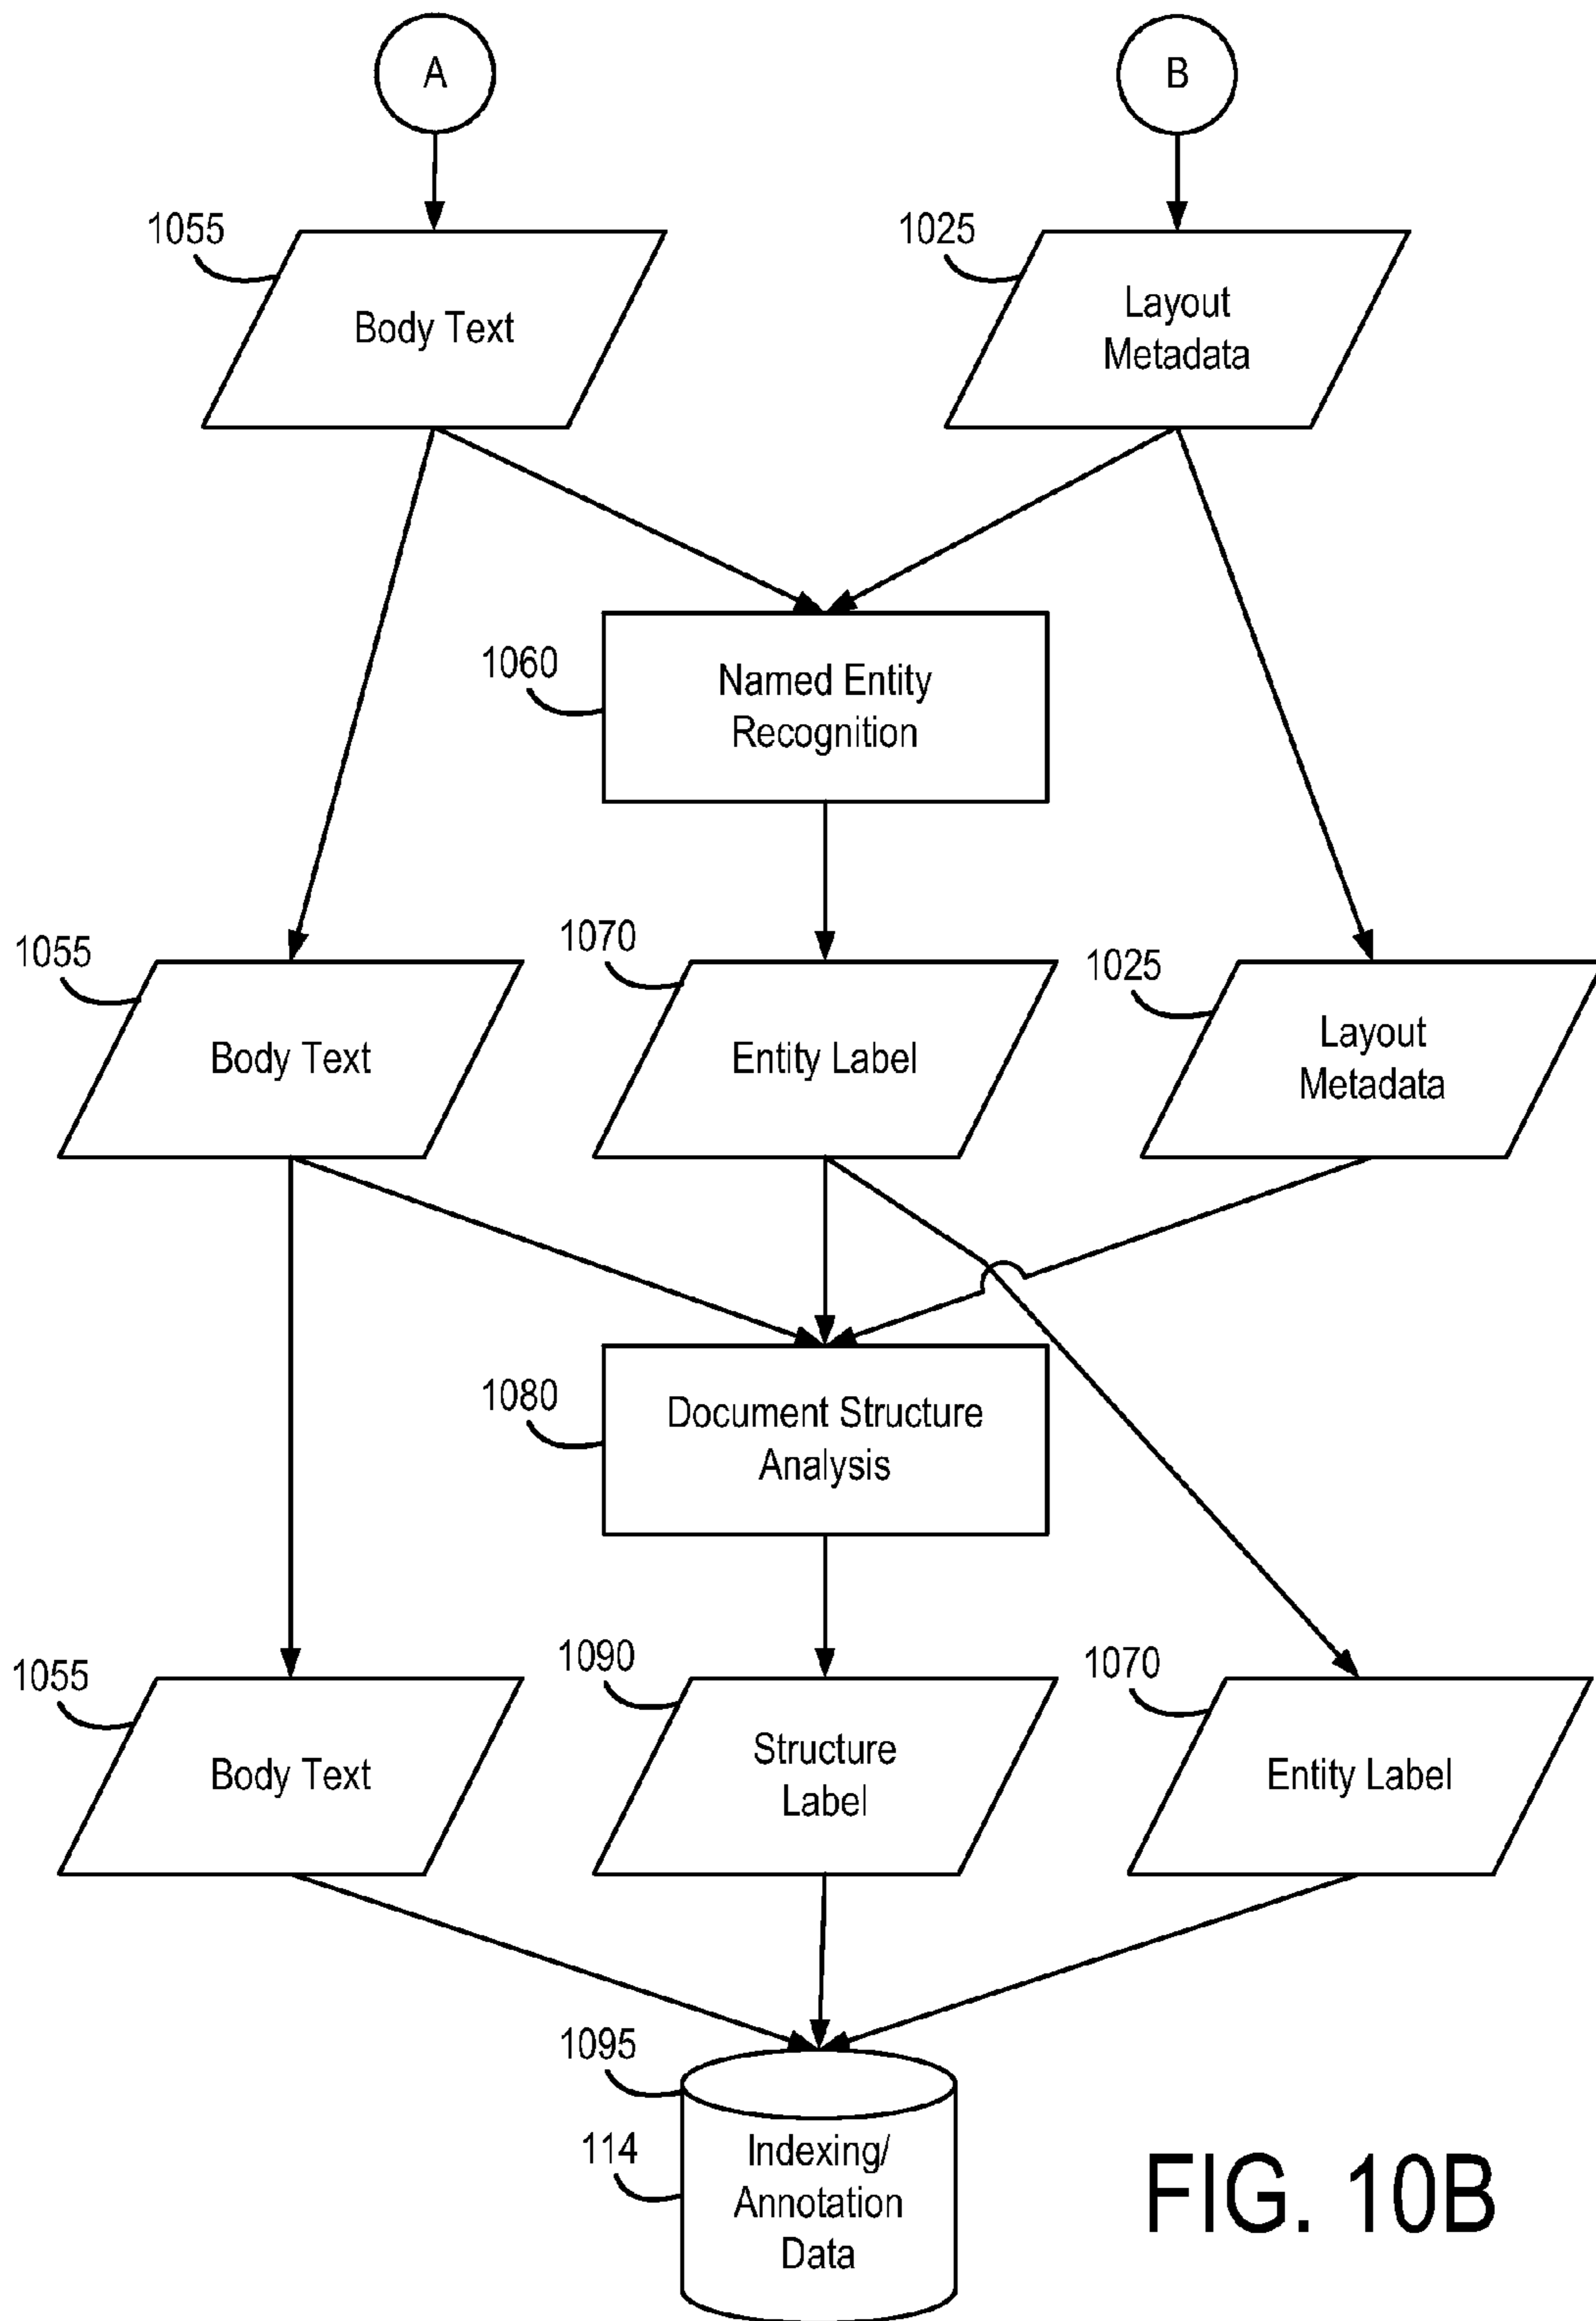 A
B
1055
Body Text
1025
Layout
Metadata
1060
Named Entity
Recognition
1055
Body Text
1070
Entity Label
1025
Layout
Metadata
1080
Document Structure
Analysis
1055
Body Text
1090
Structure
Label
1070
Entity Label
1095
114
Indexing/
Annotation
Data
FIG. 10B